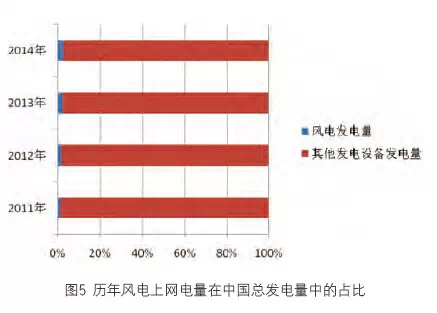 2014年
2013年
2012年
2011年
0% 20% 40% 60% 80% 100%
风电发电量
其他发电设备发电量
图5 历年风电上网电量在中国总发电量中的占比